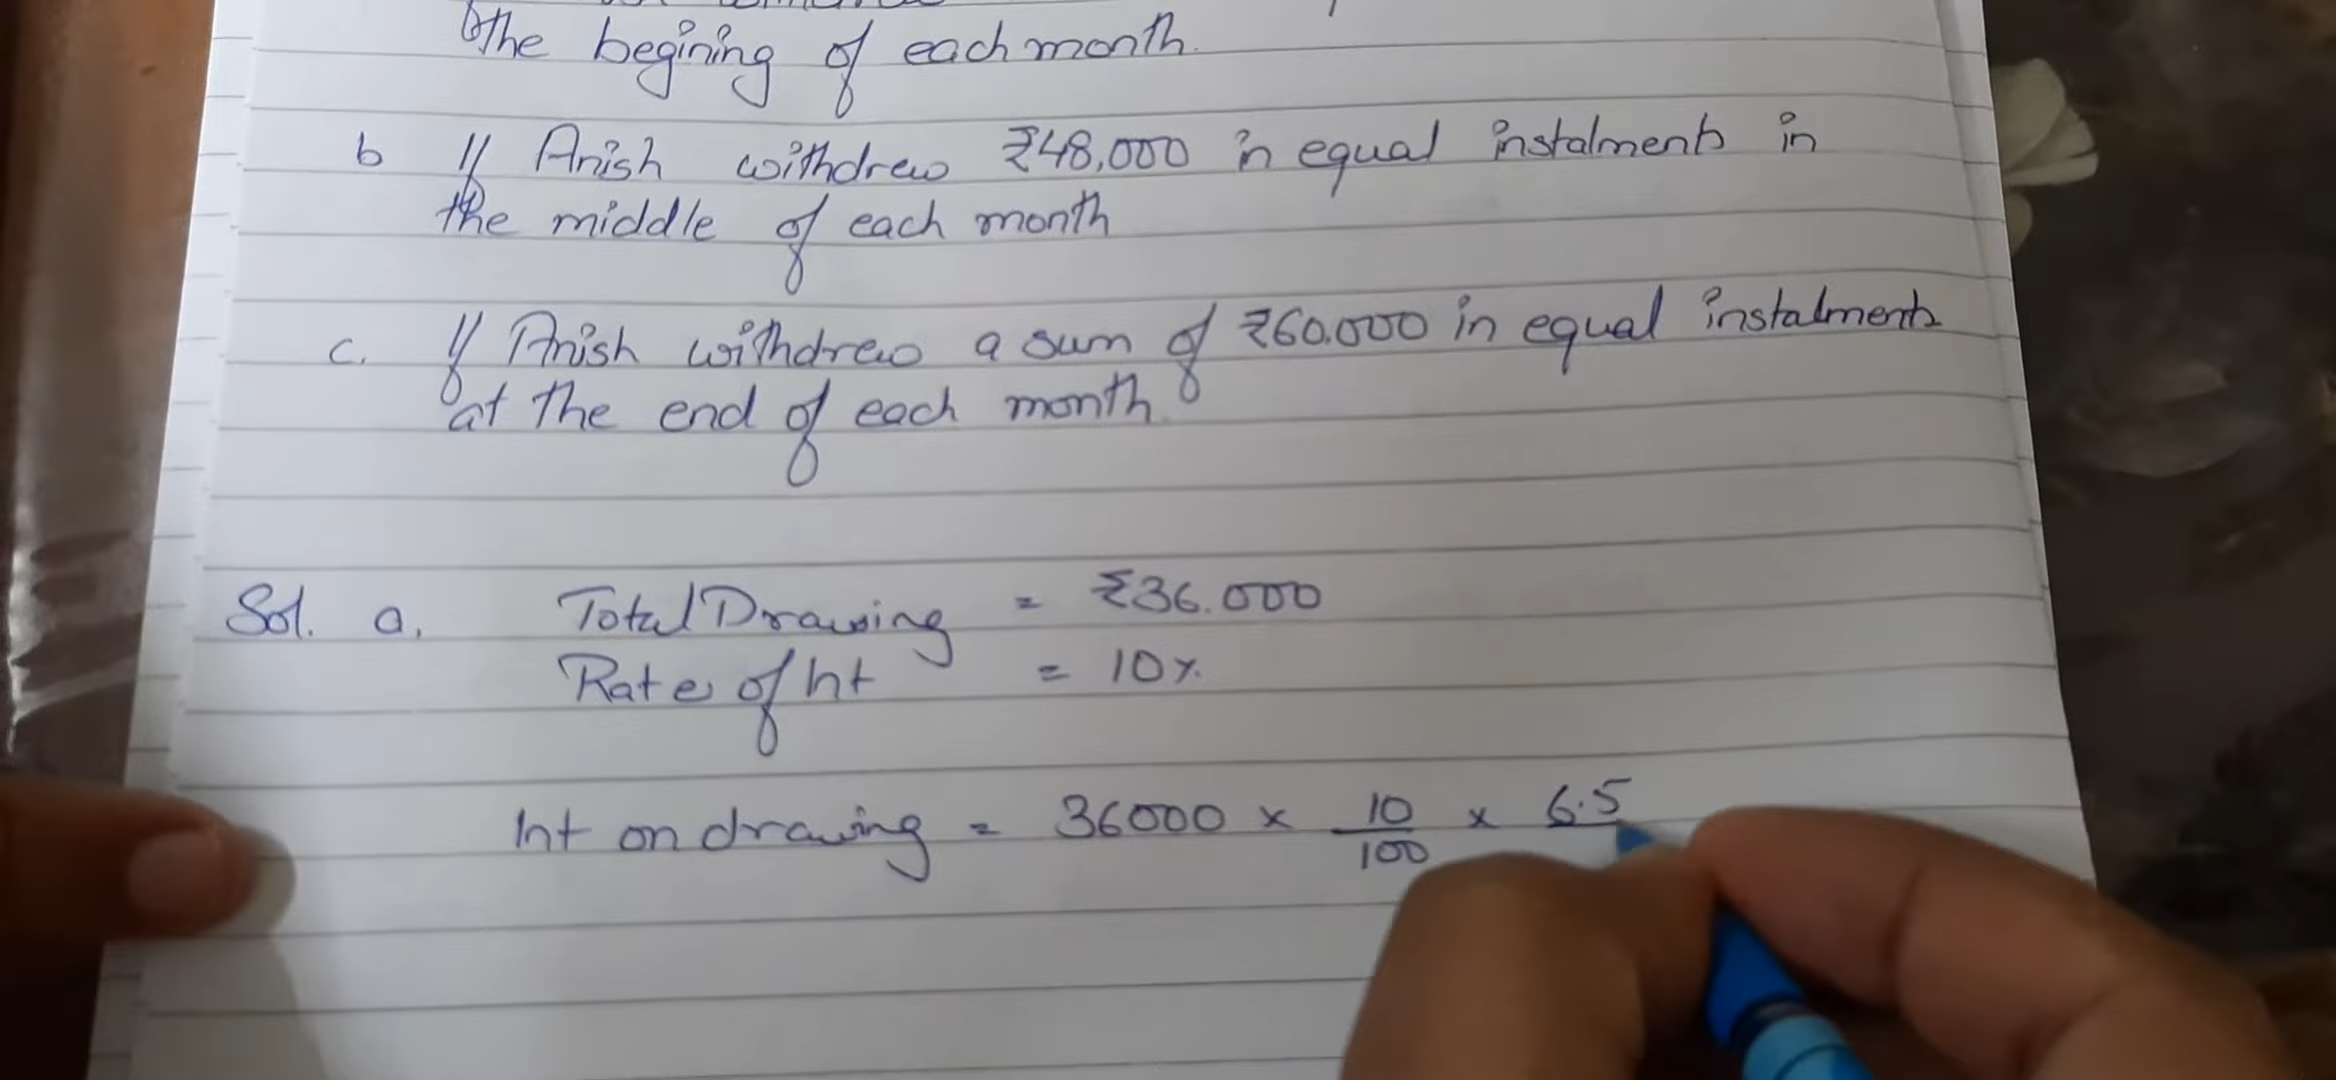 the begining of each month.
b If Anish withdrew ₹48,000 in equal instalments in
the middle of each month
c. If Anish withdrew a sum of ₹60.000 in equal instalments
at the end of each month
Sol. a. Total Drawing = ₹36.000
Rate of Int = 10%
Int on drawing = 36000 x 10/100 x 6.5